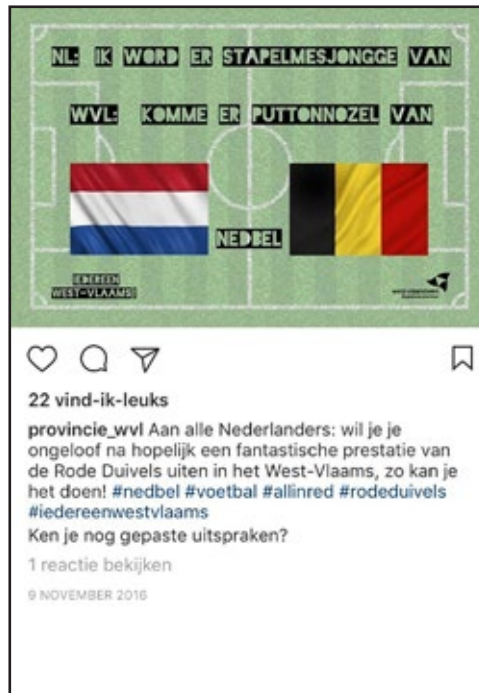 NL: IK WORD ER STAPELMESJONGGE VAN
WVL: KOMME ER PUTTONNOZEL VAN
NEDBEL
IEDEREEN
WEST-VLAAMS!
22 vind-ik-leuks
provincie_wvl Aan alle Nederlanders: wil je je
ongeloof na hopelijk een fantastische prestatie van
de Rode Duivels uiten in het West-Vlaams, zo kan je
het doen! #nedbel #voetbal #allinred #rodeduivels
#iedereenwestvlaams
Ken je nog gepaste uitspraken?
1 reactie bekijken
9 NOVEMBER 2016